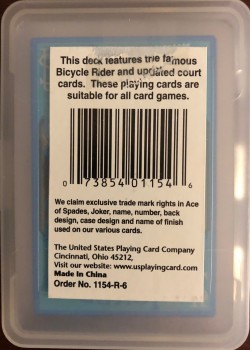 This deck features the famous
Bicycle Rider and updated court
cards. These playing cards are
suitable for all card games.
0 73854 01154 6
We claim exclusive trade mark rights in Ace
of Spades, Joker, name, number, back
design, case design and name of finish
used on our various cards.
The United States Playing Card Company
Cincinnati, Ohio 45212,
Visit our website: www.usplayingcard.com
Made in China
Order No. 1154-R-6